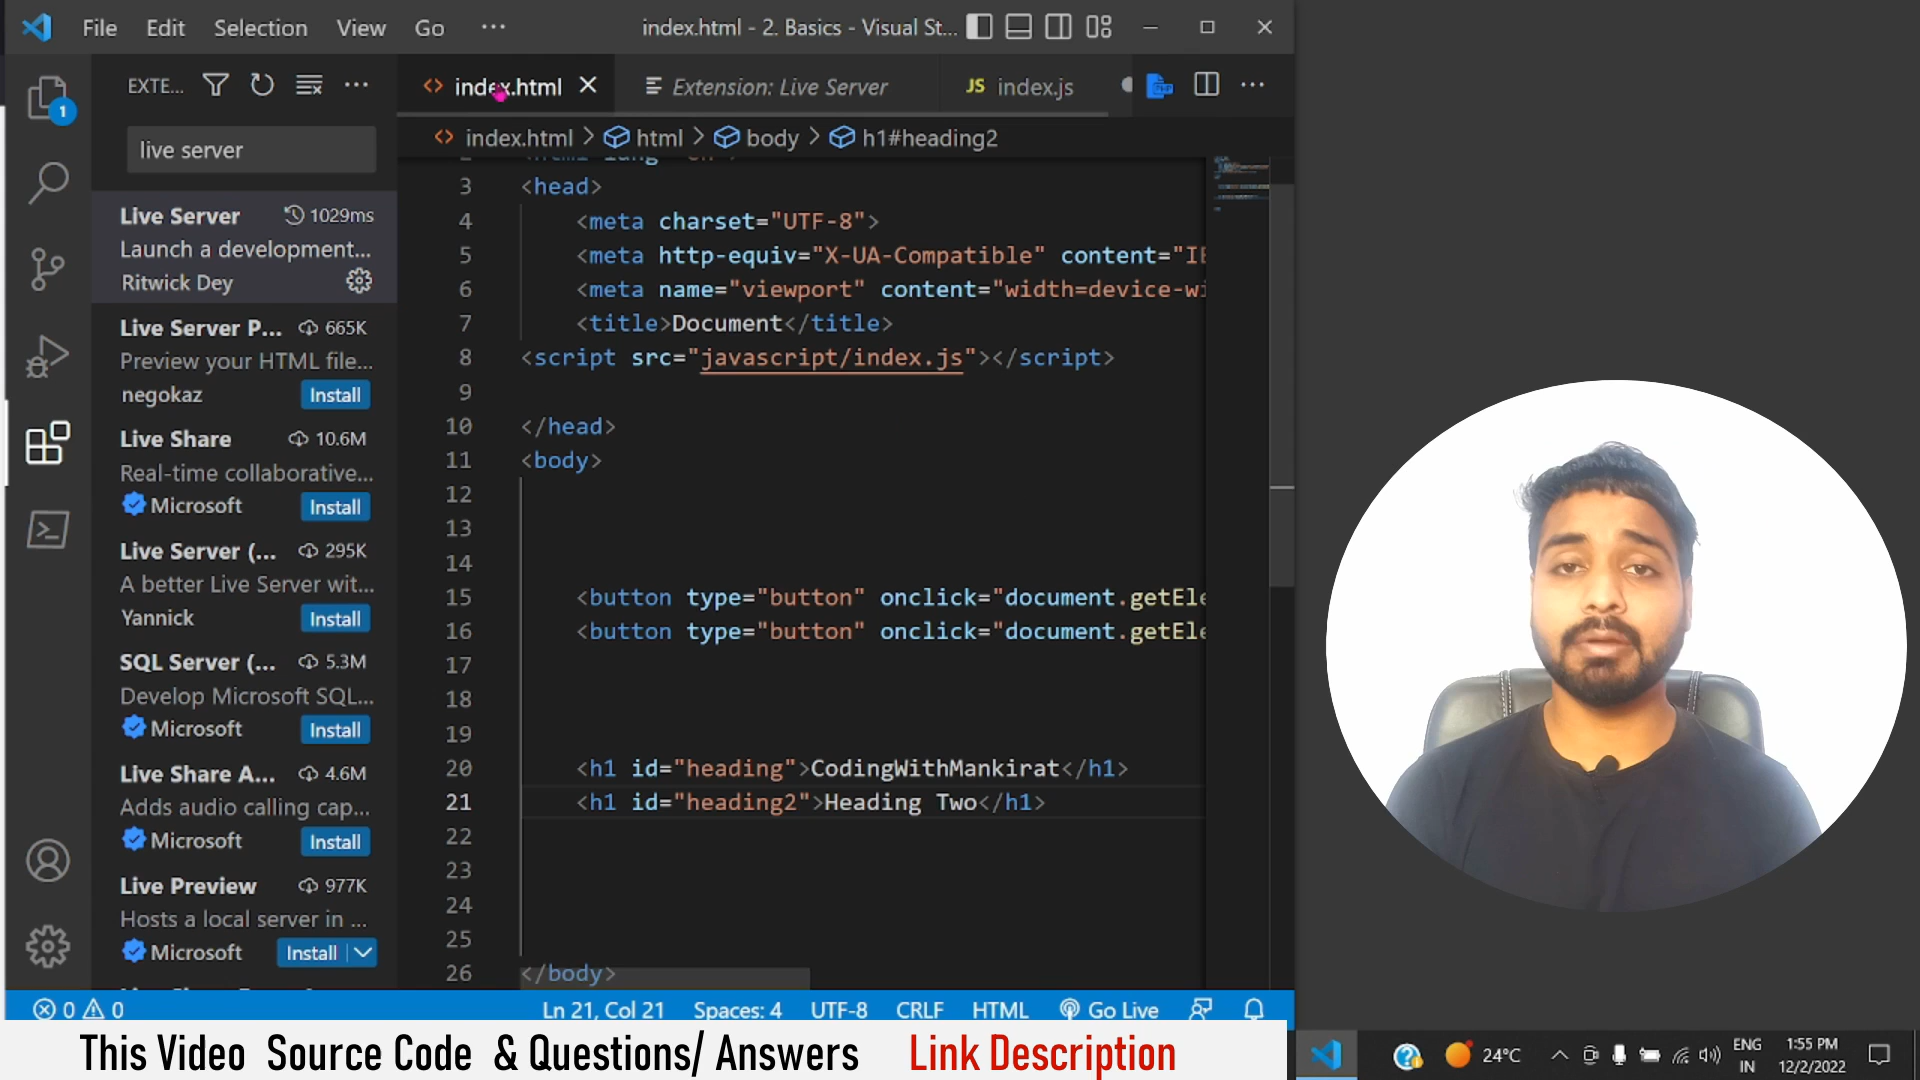 File Edit Selection View Go ··· index.html - 2. Basics - Visual St...
EXTE... ···
index.html Extension: Live Server JS index.js ···
live server
index.html > html > body > h1#heading2
Live Server 1029ms
Launch a development...
Ritwick Dey
Live Server P... 665K
Preview your HTML file...
negokaz Install
Live Share 10.6M
Real-time collaborative...
Microsoft Install
Live Server (... 295K
A better Live Server wit...
Yannick Install
SQL Server (... 5.3M
Develop Microsoft SQL...
Microsoft Install
Live Share A... 4.6M
Adds audio calling cap...
Microsoft Install
Live Preview 977K
Hosts a local server in ...
Microsoft Install
3 <head>
4 <meta charset="UTF-8">
5 <meta http-equiv="X-UA-Compatible" content="IE
6 <meta name="viewport" content="width=device-wi
7 <title>Document</title>
8 <script src="javascript/index.js"></script>
9
10 </head>
11 <body>
12
13
14
15 <button type="button" onclick="document.getEle
16 <button type="button" onclick="document.getEle
17
18
19
20 <h1 id="heading">CodingWithMankirat</h1>
21 <h1 id="heading2">Heading Two</h1>
22
23
24
25
26 </body>
0 0 Ln 21, Col 21 Spaces: 4 UTF-8 CRLF HTML Go Live
This Video Source Code & Questions/ Answers Link Description
24°C ENG IN 1:55 PM 12/2/2022
1